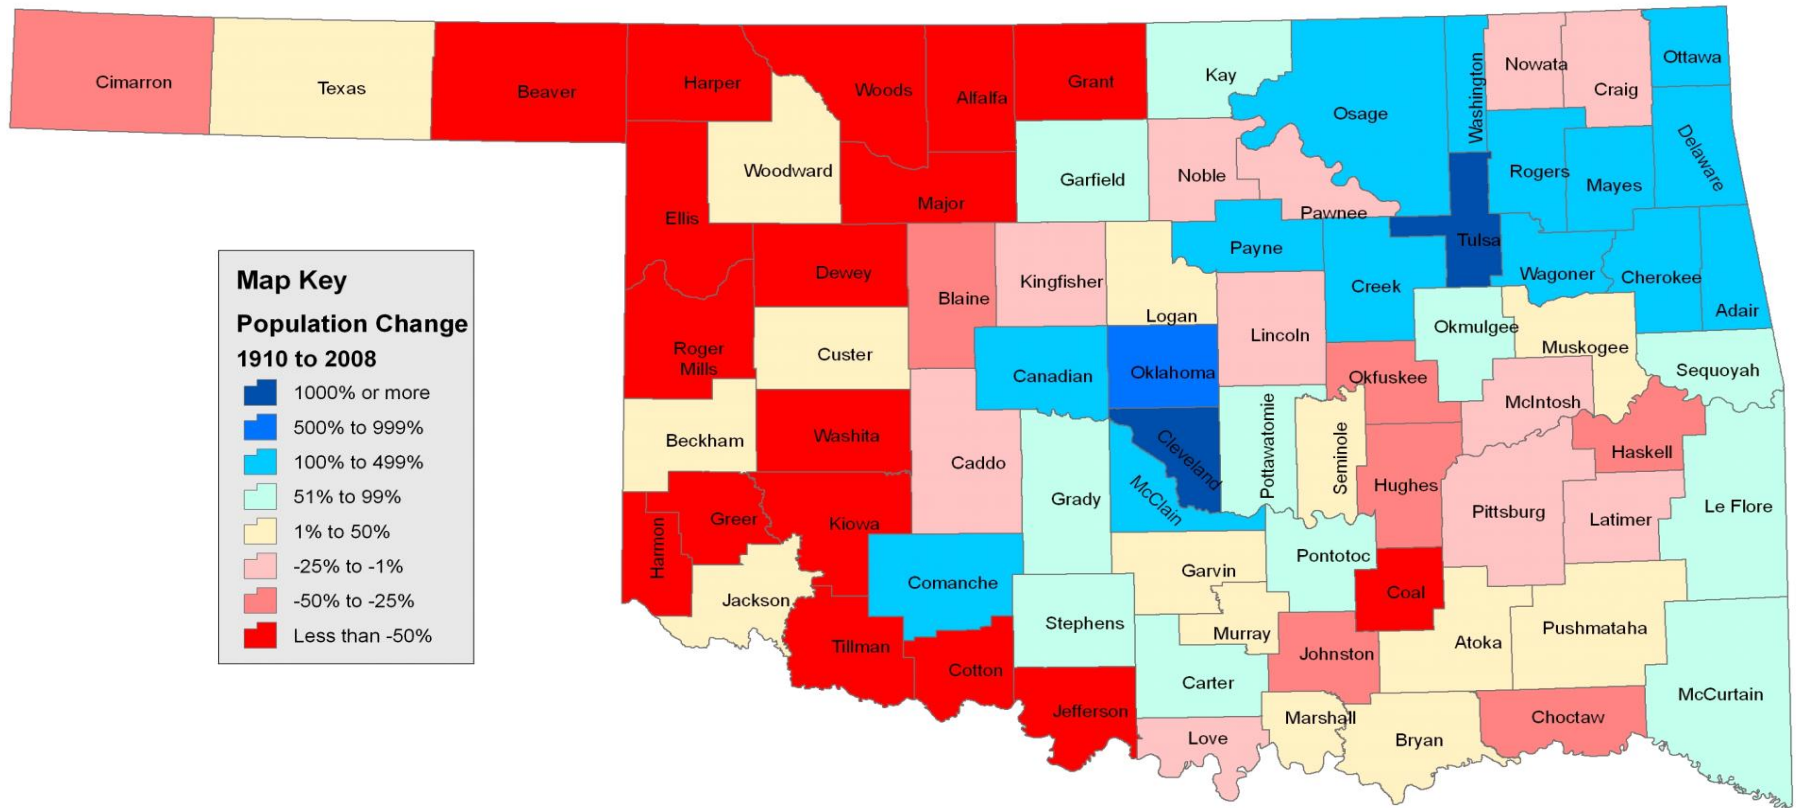 Cimarron
Texas
Beaver
Harper
Woods
Alfalfa
Grant
Kay
Osage
Washington
Nowata
Craig
Ottawa
Delaware
Woodward
Ellis
Major
Garfield
Noble
Pawnee
Rogers
Mayes
Tulsa
Payne
Creek
Wagoner
Cherokee
Adair
Dewey
Blaine
Kingfisher
Logan
Lincoln
Okmulgee
Muskogee
Sequoyah
Roger
Mills
Custer
Canadian
Oklahoma
Okfuskee
McIntosh
Beckham
Washita
Caddo
Grady
Cleveland
McClain
Pottawatomie
Seminole
Hughes
Haskell
Pittsburg
Latimer
Le Flore
Harmon
Greer
Kiowa
Jackson
Comanche
Garvin
Pontotoc
Coal
Tillman
Cotton
Stephens
Murray
Johnston
Atoka
Pushmataha
McCurtain
Jefferson
Carter
Love
Marshall
Bryan
Choctaw
Map Key
Population Change
1910 to 2008
1000% or more
500% to 999%
100% to 499%
51% to 99%
1% to 50%
-25% to -1%
-50% to -25%
Less than -50%